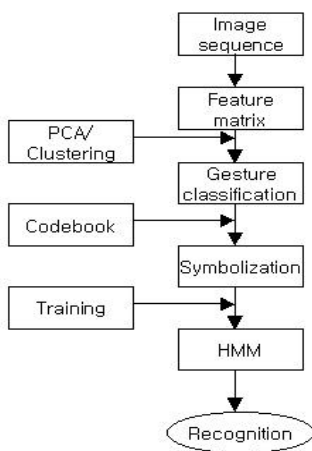 Image
sequence
Feature
matrix
PCA/
Clustering
Gesture
classification
Codebook
Symbolization
Training
HMM
Recognition